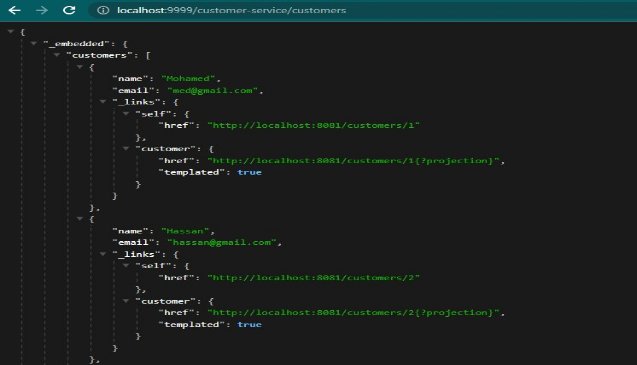 localhost:9999/customer-service/customers
{
"_embedded": {
"customers": [
{
"name": "Mohamed",
"email": "med@gmail.com",
"_links": {
"self": {
"href": "http://localhost:8081/customers/1"
},
"customer": {
"href": "http://localhost:8081/customers/1{?projection}",
"templated": true
}
}
},
{
"name": "Hassan",
"email": "hassan@gmail.com",
"_links": {
"self": {
"href": "http://localhost:8081/customers/2"
},
"customer": {
"href": "http://localhost:8081/customers/2{?projection}",
"templated": true
}
}
},